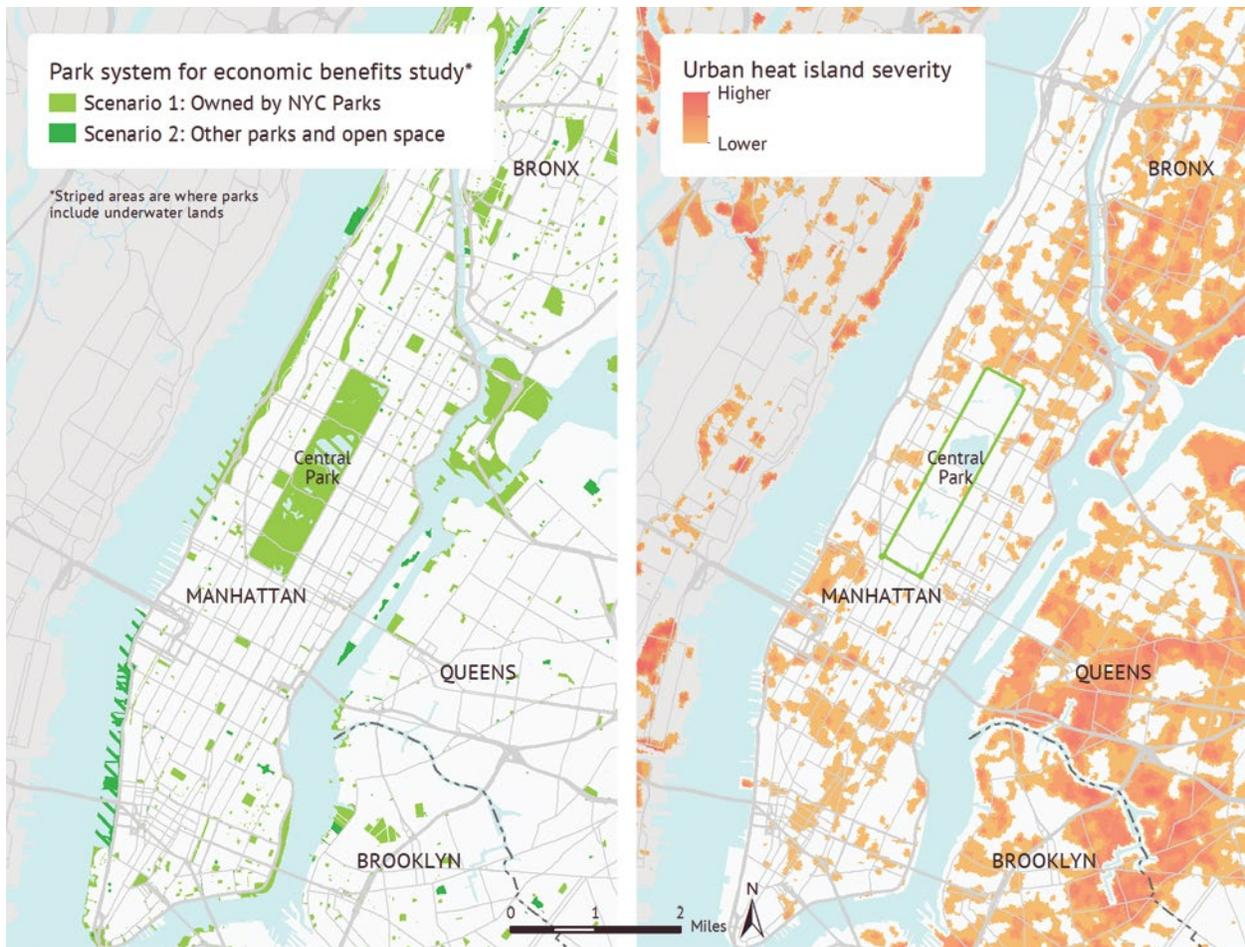 Park system for economic benefits study*
Scenario 1: Owned by NYC Parks
Scenario 2: Other parks and open space
*Striped areas are where parks
include underwater lands
BRONX
Central
Park
MANHATTAN
QUEENS
BROOKLYN
Urban heat island severity
Higher
Lower
BRONX
Central
Park
MANHATTAN
QUEENS
BROOKLYN
0 1 2
Miles
N